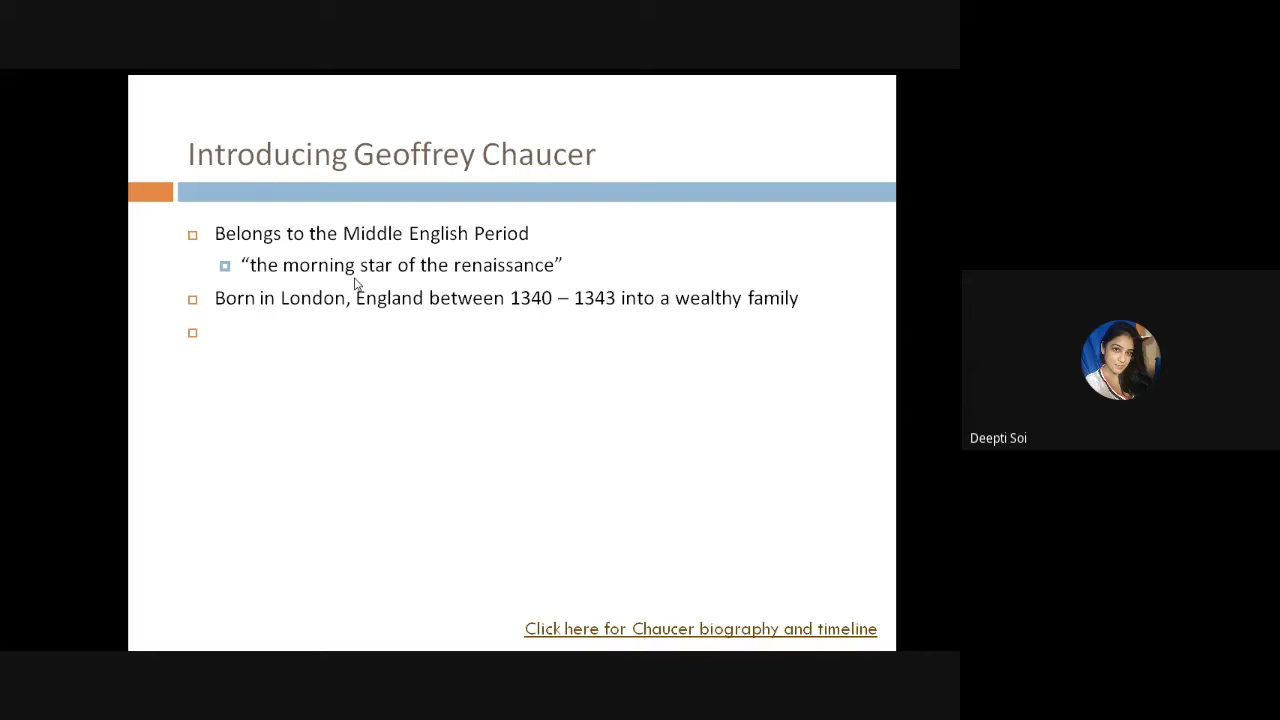 Introducing Geoffrey Chaucer
Belongs to the Middle English Period
“the morning star of the renaissance”
Born in London, England between 1340 – 1343 into a wealthy family
Click here for Chaucer biography and timeline
Deepti Soi